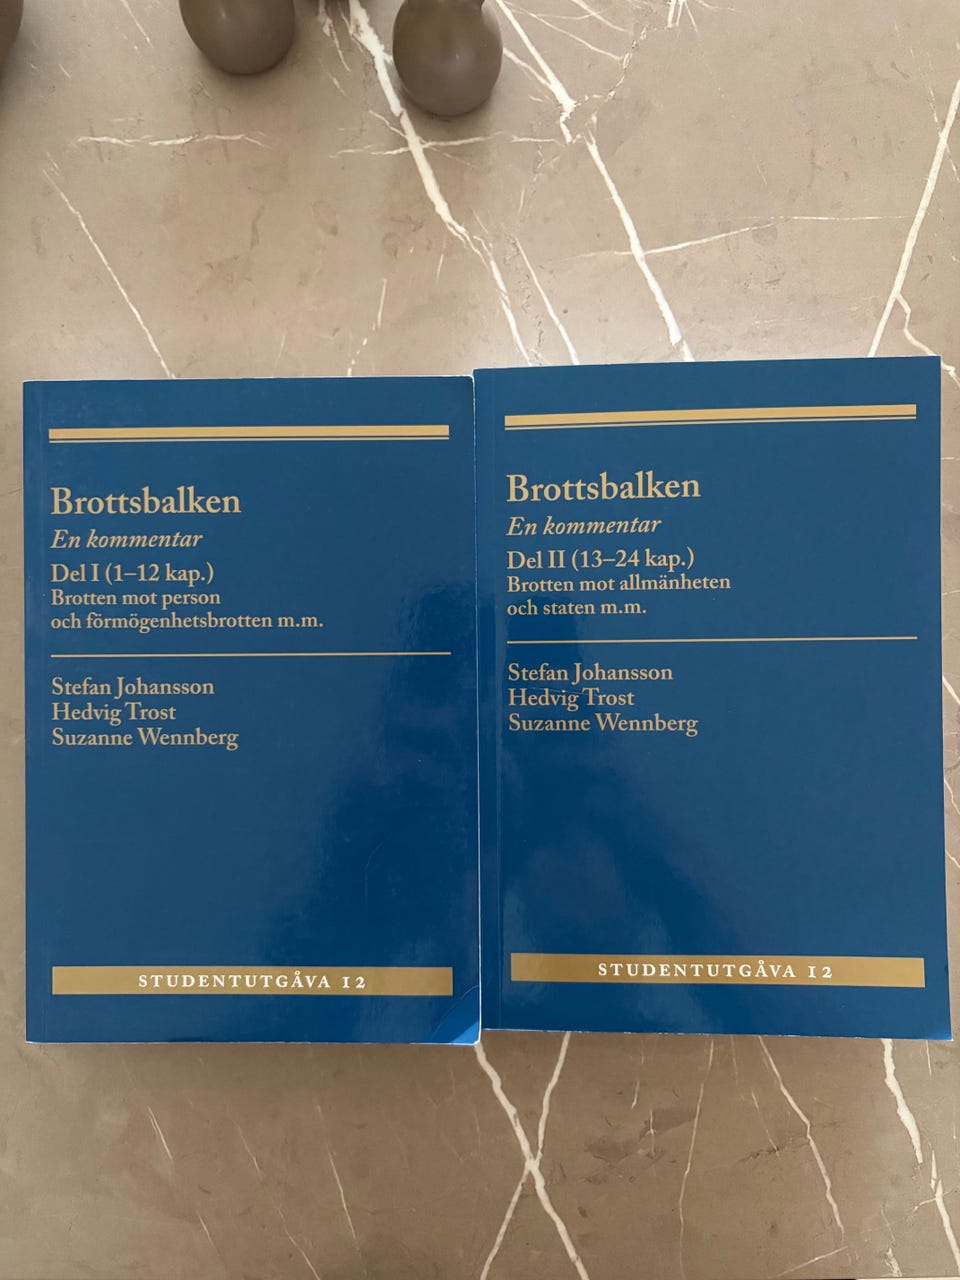 Brottsbalken
En kommentar
Del I (1–12 kap.)
Brotten mot person
och förmögenhetsbrotten m.m.
Stefan Johansson
Hedvig Trost
Suzanne Wennberg
STUDENTUTGÅVA 12
Brottsbalken
En kommentar
Del II (13–24 kap.)
Brotten mot allmänheten
och staten m.m.
Stefan Johansson
Hedvig Trost
Suzanne Wennberg
STUDENTUTGÅVA 12